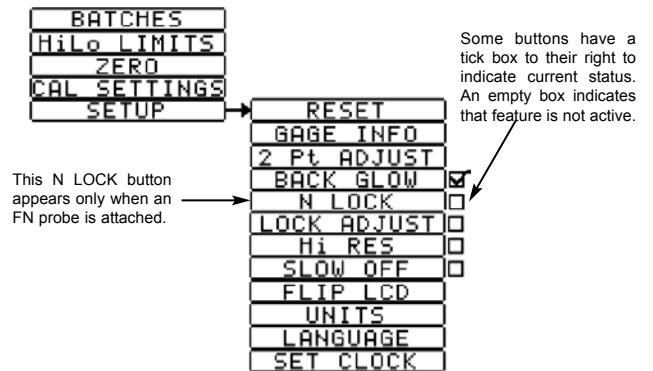 BATCHES
HiLo LIMITS
ZERO
CAL SETTINGS
SETUP
RESET
GAGE INFO
2 Pt ADJUST
BACK GLOW
N LOCK
LOCK ADJUST
Hi RES
SLOW OFF
FLIP LCD
UNITS
LANGUAGE
SET CLOCK
Some buttons have a
tick box to their right to
indicate current status.
An empty box indicates
that feature is not active.
This N LOCK button
appears only when an
FN probe is attached.